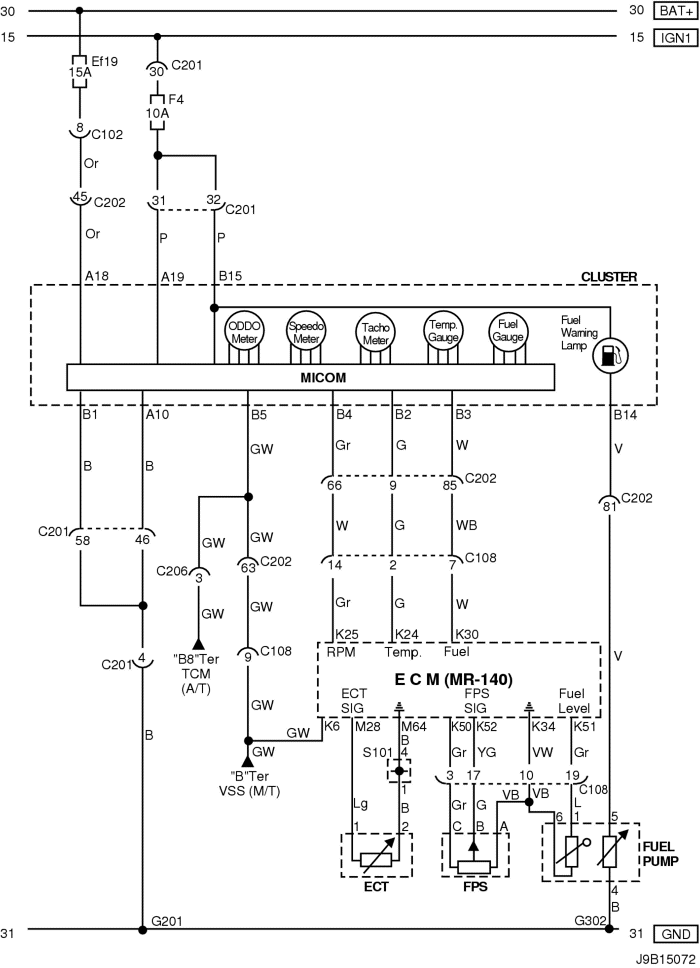 30 30 BAT+
15 15 IGN1
Ef19
15A
30 C201
F4
10A
8 C102
Or
45 C202
31 32 C201
Or P P
A18 A19 B15 CLUSTER
ODDO Meter
Speedo Meter
Tacho Meter
Temp. Gauge
Fuel Gauge
Fuel Warning Lamp
MICOM
B1 A10 B5 B4 B2 B3 B14
GW Gr G W V
B B
66 9 85 C202
81 C202
C201 58 46
GW GW W G WB
C206 3 63 C202
14 2 7 C108
GW GW Gr G W
K25 K24 K30
"B8"Ter
TCM
(A/T)
C201 4
9 C108
RPM Temp. Fuel
V
E C M (MR-140)
ECT SIG
FPS SIG
Fuel Level
B GW GW
K6 M28 M64 K50 K52 K34 K51
GW
"B"Ter
VSS (M/T)
B
S101 4
1
Gr YG VW Gr
3 17 10 19 C108
VB VB L
Lg B Gr G
1 2 C B A 6 1 5
ECT FPS
FUEL
PUMP
4
B
31 G201 G302 31 GND
J9B15072